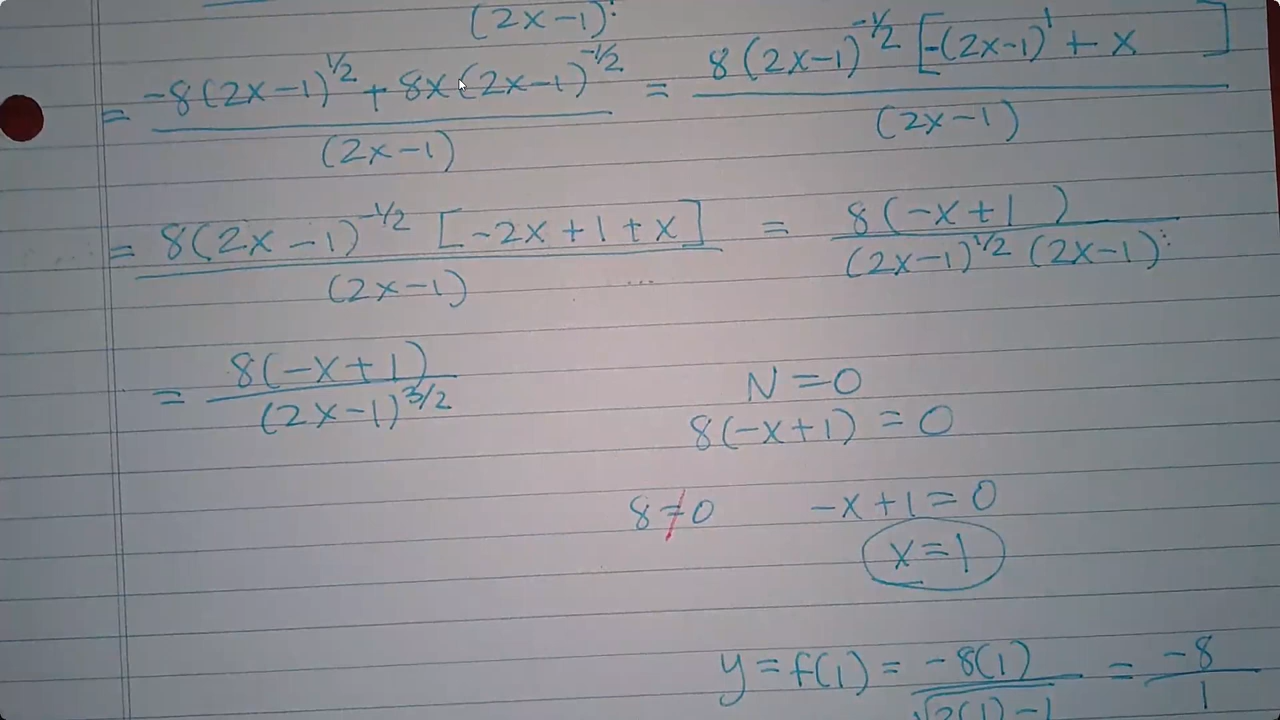 (2x-1)
= -8(2x-1)^1/2 + 8x(2x-1)^-1/2 / (2x-1) = 8(2x-1)^-1/2 [-(2x-1)^1 + x] / (2x-1)
= 8(2x-1)^-1/2 [-2x+1+x] / (2x-1) = 8(-x+1) / (2x-1)^1/2 (2x-1)
= 8(-x+1) / (2x-1)^3/2
N=0
8(-x+1) = 0
8≠0 -x+1=0
x=1
y=f(1) = -8(1) / √2(1)-1 = -8 / 1